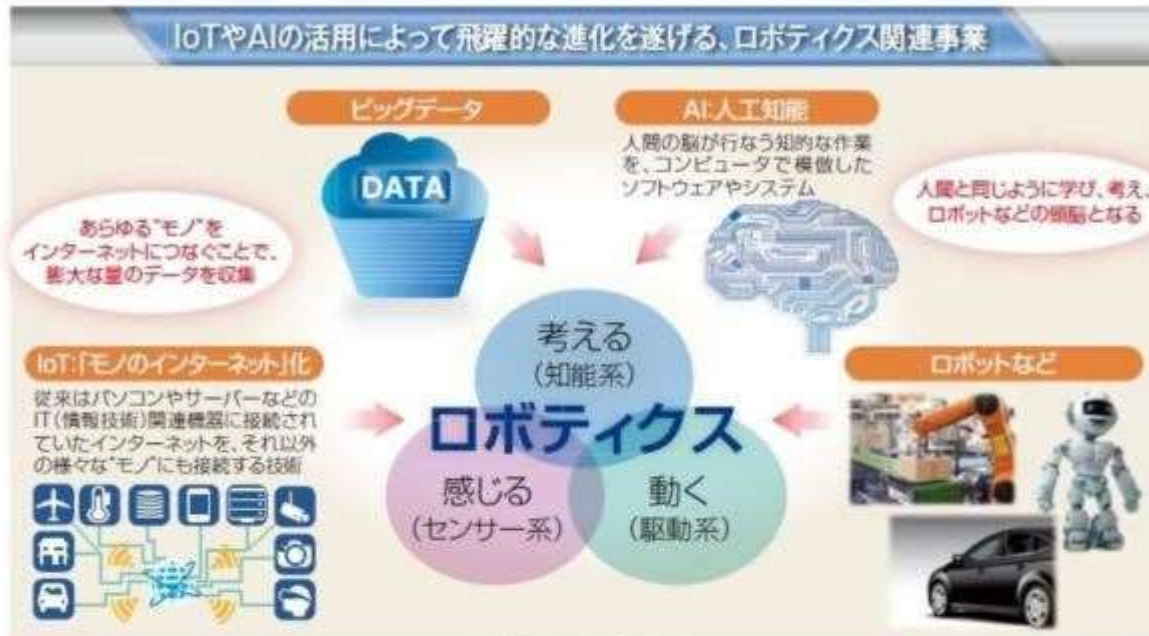 IoTやAIの活用によって飛躍的な進化を遂げる、ロボティクス関連事業
ビッグデータ
DATA
AI:人工知能
人間の脳が行なう知的な作業
を、コンピュータで模倣した
ソフトウェアやシステム
人間と同じように学び、考え、
ロボットなどの頭脳となる
あらゆる"モノ"を
インターネットにつなぐことで、
膨大な量のデータを収集
IoT:「モノのインターネット」化
従来はパソコンやサーバーなどの
IT(情報技術)関連機器に接続され
ていたインターネットを、それ以外
の様々な"モノ"にも接続する技術
考える
(知能系)
ロボティクス
感じる
(センサー系)
動く
(駆動系)
ロボットなど